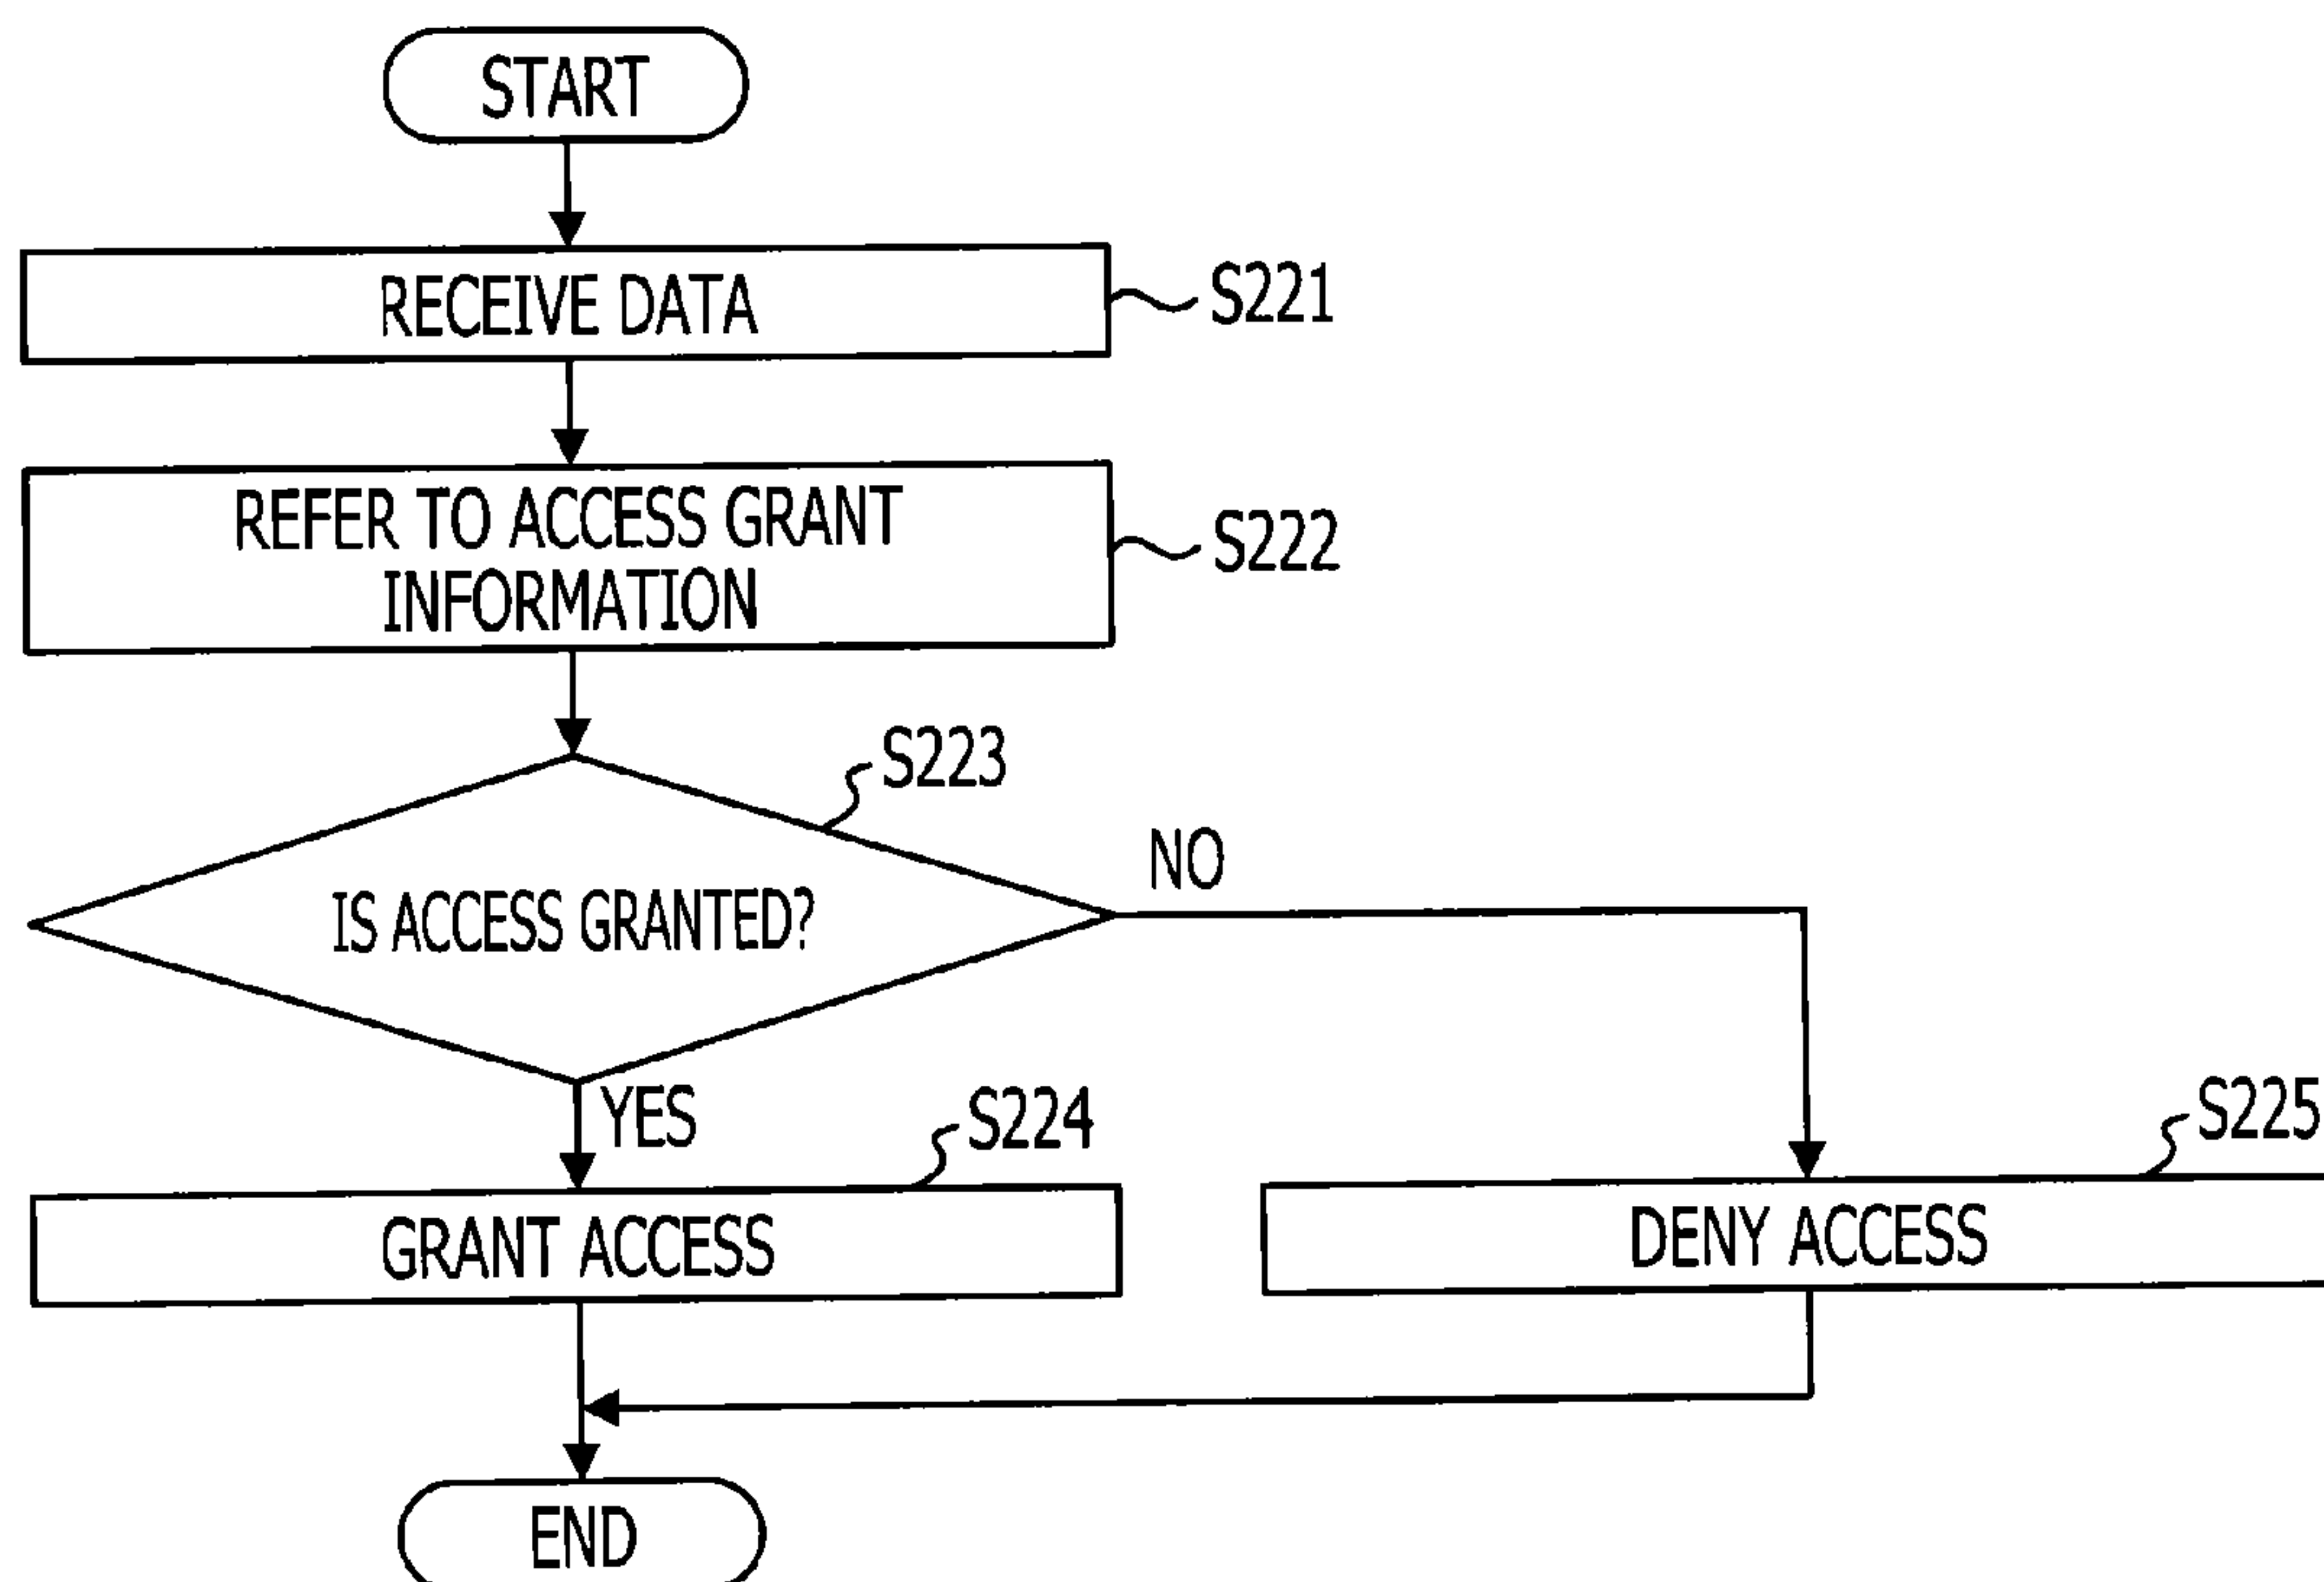 START
RECEIVE DATA
S221
REFER TO ACCESS GRANT
INFORMATION
S222
S223
IS ACCESS GRANTED?
NO
YES
S224
GRANT ACCESS
S225
DENY ACCESS
END